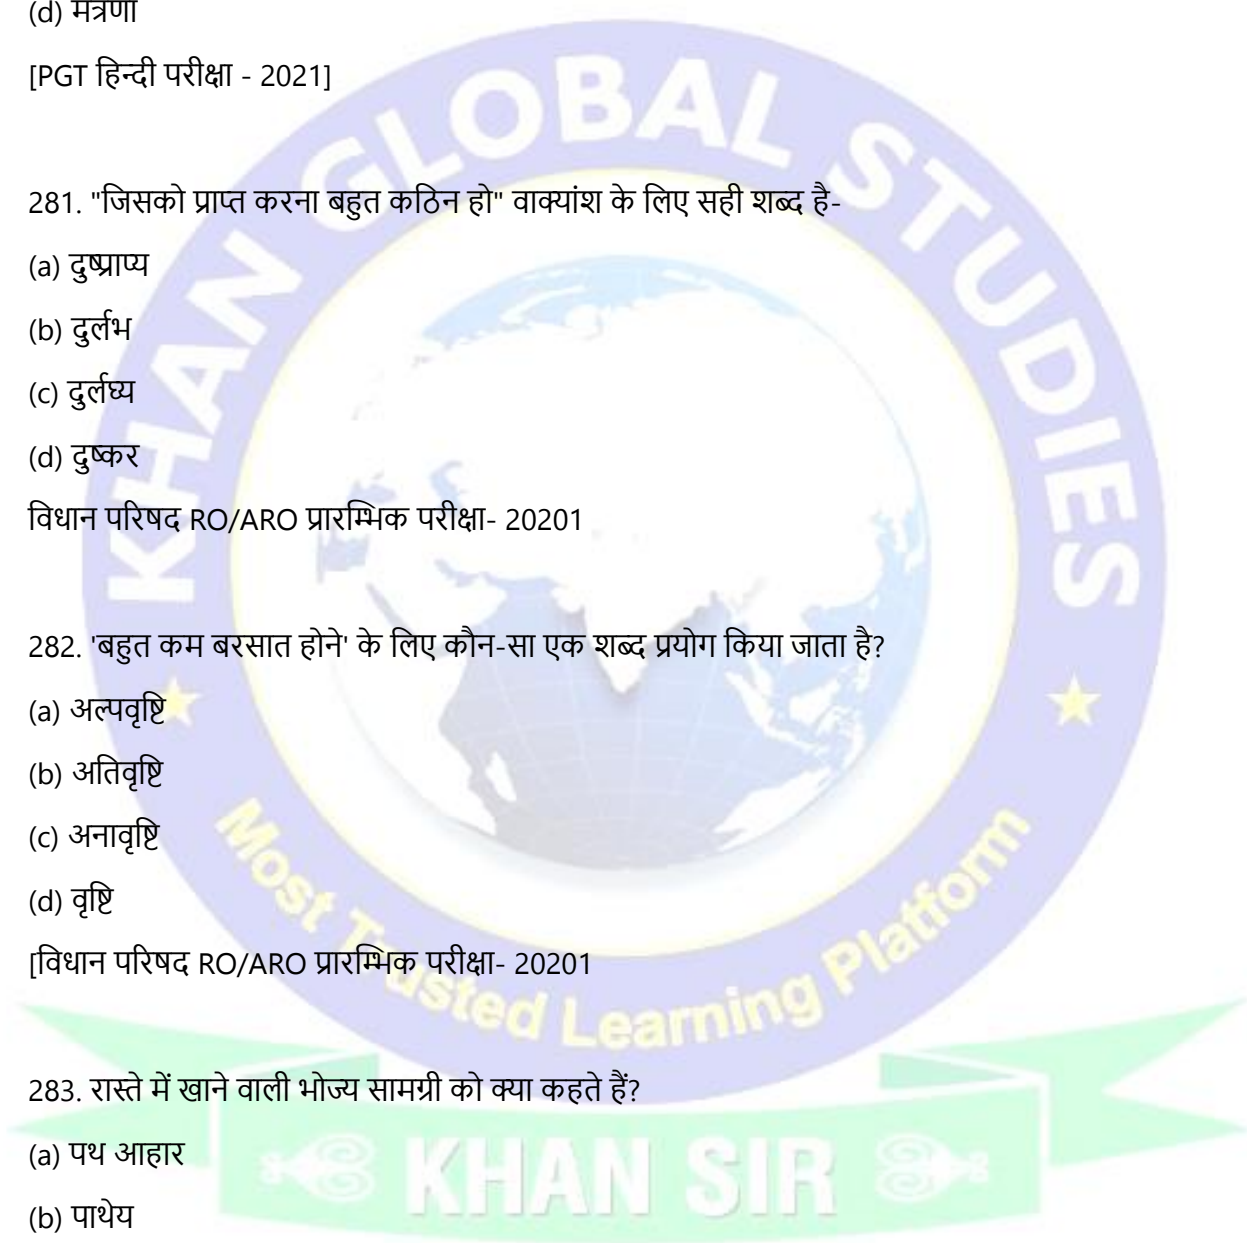 (d) मंत्रणा
[PGT हिन्दी परीक्षा - 2021]
281. "जिसको प्राप्त करना बहुत कठिन हो" वाक्यांश के लिए सही शब्द है-
(a) दुष्प्राप्य
(b) दुर्लभ
(c) दुर्लघ्य
(d) दुष्कर
विधान परिषद RO/ARO प्रारम्भिक परीक्षा- 20201
282. 'बहुत कम बरसात होने' के लिए कौन-सा एक शब्द प्रयोग किया जाता है?
(a) अल्पवृष्टि
(b) अतिवृष्टि
(c) अनावृष्टि
(d) वृष्टि
[विधान परिषद RO/ARO प्रारम्भिक परीक्षा- 20201
283. रास्ते में खाने वाली भोज्य सामग्री को क्या कहते हैं?
(a) पथ आहार
(b) पाथेय
KHAN GLOBAL STUDIES
Most Trusted Learning Platform
KHAN SIR